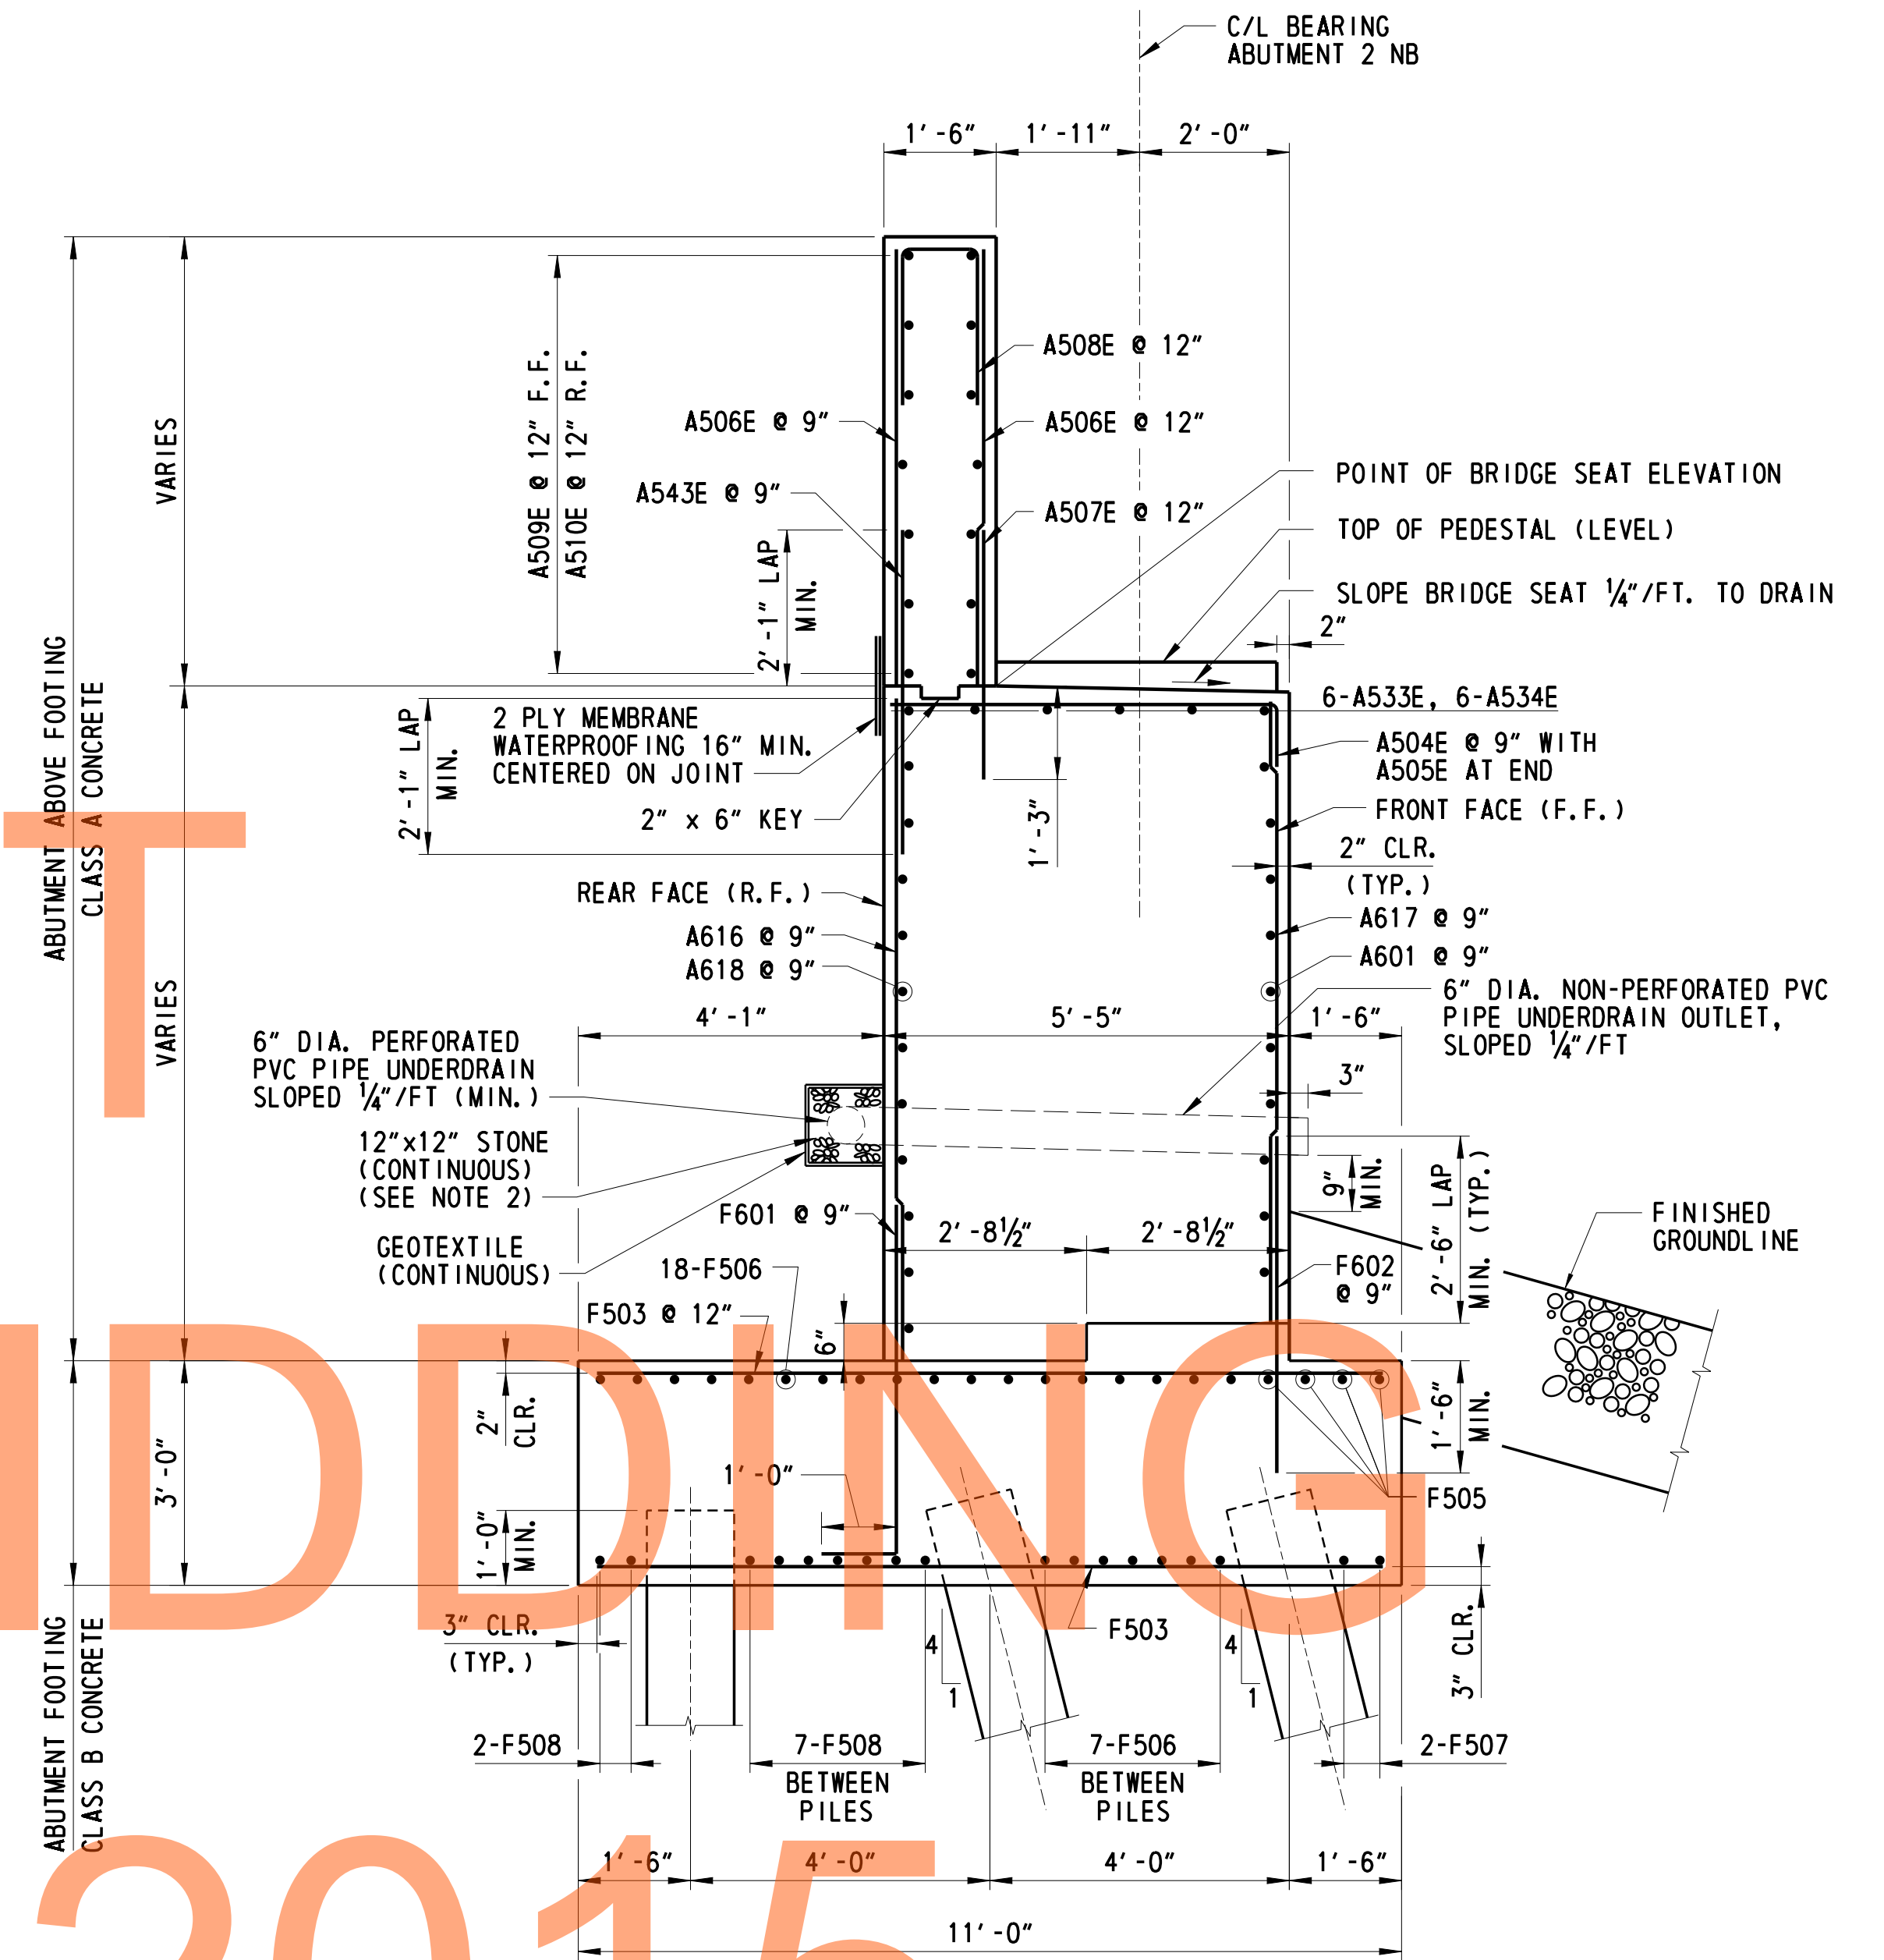 C/L BEARING
ABUTMENT 2 NB
1'-6"
1'-11"
2'-0"
A508E @ 12"
A506E @ 9"
A506E @ 12"
A543E @ 9"
A507E @ 12"
A509E @ 12" F.F.
A510E @ 12" R.F.
VARIES
2'-1" LAP
MIN.
POINT OF BRIDGE SEAT ELEVATION
TOP OF PEDESTAL (LEVEL)
SLOPE BRIDGE SEAT 1/4"/FT. TO DRAIN
2"
6-A533E, 6-A534E
ABUTMENT ABOVE FOOTING
CLASS A CONCRETE
2'-1" LAP
MIN.
2 PLY MEMBRANE
WATERPROOFING 16" MIN.
CENTERED ON JOINT
2" x 6" KEY
1'-3"
A504E @ 9" WITH
A505E AT END
FRONT FACE (F.F.)
2" CLR.
(TYP.)
REAR FACE (R.F.)
A616 @ 9"
A618 @ 9"
A617 @ 9"
A601 @ 9"
VARIES
4'-1"
5'-5"
1'-6"
6" DIA. NON-PERFORATED PVC
PIPE UNDERDRAIN OUTLET,
SLOPED 1/4"/FT
6" DIA. PERFORATED
PVC PIPE UNDERDRAIN
SLOPED 1/4"/FT (MIN.)
3"
12"x12" STONE
(CONTINUOUS)
(SEE NOTE 2)
9"
MIN.
2'-6" LAP
MIN. (TYP.)
F601 @ 9"
2'-8½"
2'-8½"
GEOTEXTILE
(CONTINUOUS)
18-F506
F602
@ 9"
FINISHED
GROUNDLINE
F503 @ 12"
6"
2"
CLR.
3'-0"
1'-6"
MIN.
1'-0"
F505
1'-0"
MIN.
3" CLR.
(TYP.)
F503
4
1
4
1
3" CLR.
ABUTMENT FOOTING
CLASS B CONCRETE
2-F508
7-F508
BETWEEN
PILES
7-F506
BETWEEN
PILES
2-F507
1'-6"
4'-0"
4'-0"
1'-6"
11'-0"
T
IDDING
2015